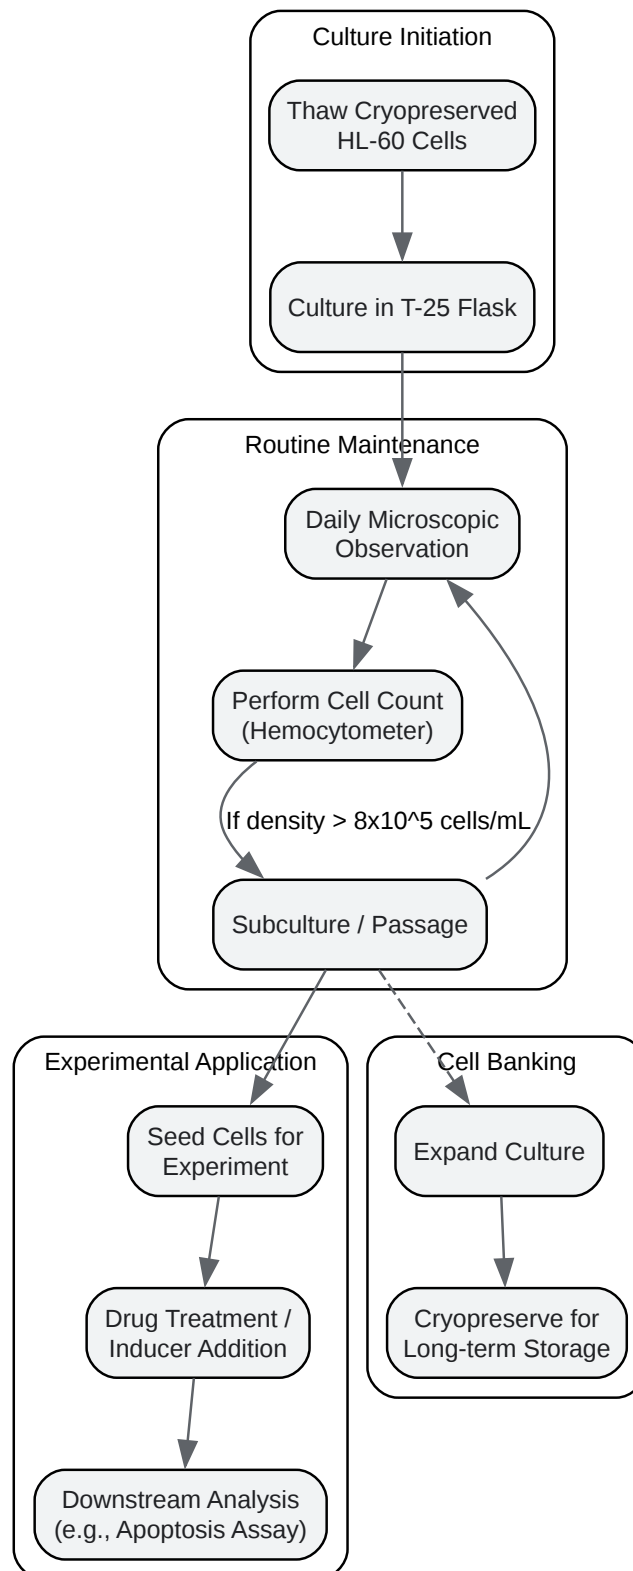 Culture Initiation
Thaw Cryopreserved
HL-60 Cells
Culture in T-25 Flask
Routine Maintenance
Daily Microscopic
Observation
Perform Cell Count
(Hemocytometer)
If density > 8x10^5 cells/mL
Subculture / Passage
Experimental Application
Seed Cells for
Experiment
Drug Treatment /
Inducer Addition
Downstream Analysis
(e.g., Apoptosis Assay)
Cell Banking
Expand Culture
Cryopreserve for
Long-term Storage